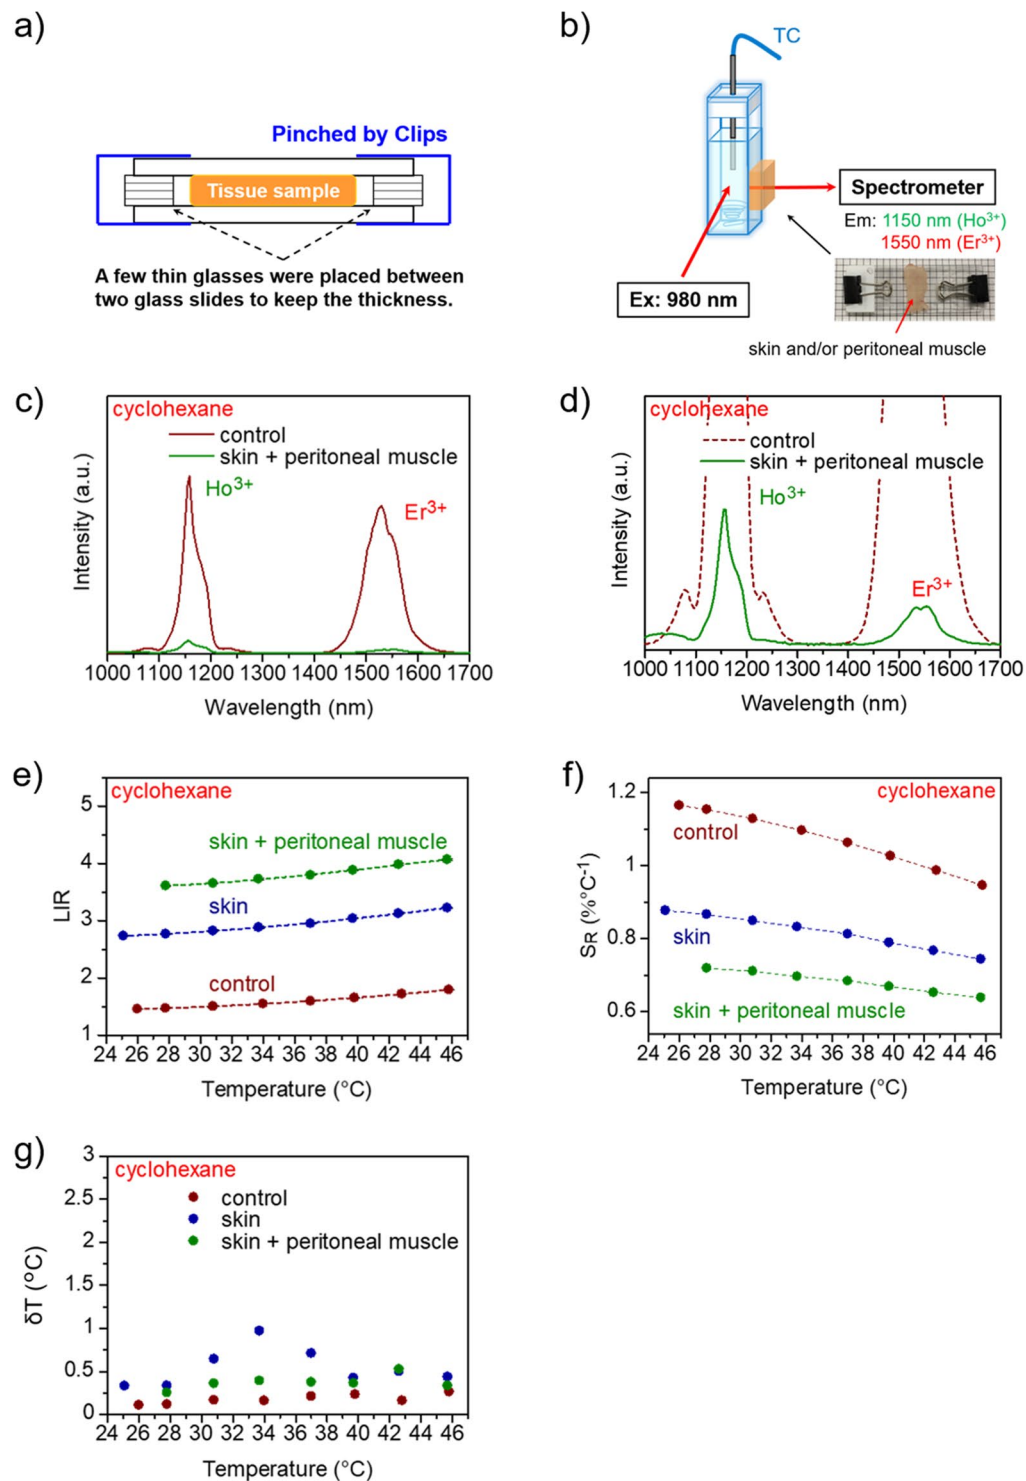 a)
Pinched by Clips
Tissue sample
A few thin glasses were placed between
two glass slides to keep the thickness.
b)
TC
Spectrometer
Em: 1150 nm (Ho³⁺)
1550 nm (Er³⁺)
Ex: 980 nm
skin and/or peritoneal muscle
c)
cyclohexane
control
skin + peritoneal muscle
Ho³⁺
Er³⁺
Intensity (a.u.)
1000 1100 1200 1300 1400 1500 1600 1700
Wavelength (nm)
d)
cyclohexane
control
skin + peritoneal muscle
Ho³⁺
Er³⁺
Intensity (a.u.)
1000 1100 1200 1300 1400 1500 1600 1700
Wavelength (nm)
e)
cyclohexane
5
skin + peritoneal muscle
4
LIR
skin
3
2
control
1
24 26 28 30 32 34 36 38 40 42 44 46
Temperature (°C)
f)
1.2
cyclohexane
control
1
S_R (%°C⁻¹)
0.8
skin
skin + peritoneal muscle
0.6
24 26 28 30 32 34 36 38 40 42 44 46
Temperature (°C)
g)
3
cyclohexane
control
2.5
skin
2
skin + peritoneal muscle
δT (°C)
1.5
1
0.5
0
24 26 28 30 32 34 36 38 40 42 44 46
Temperature (°C)